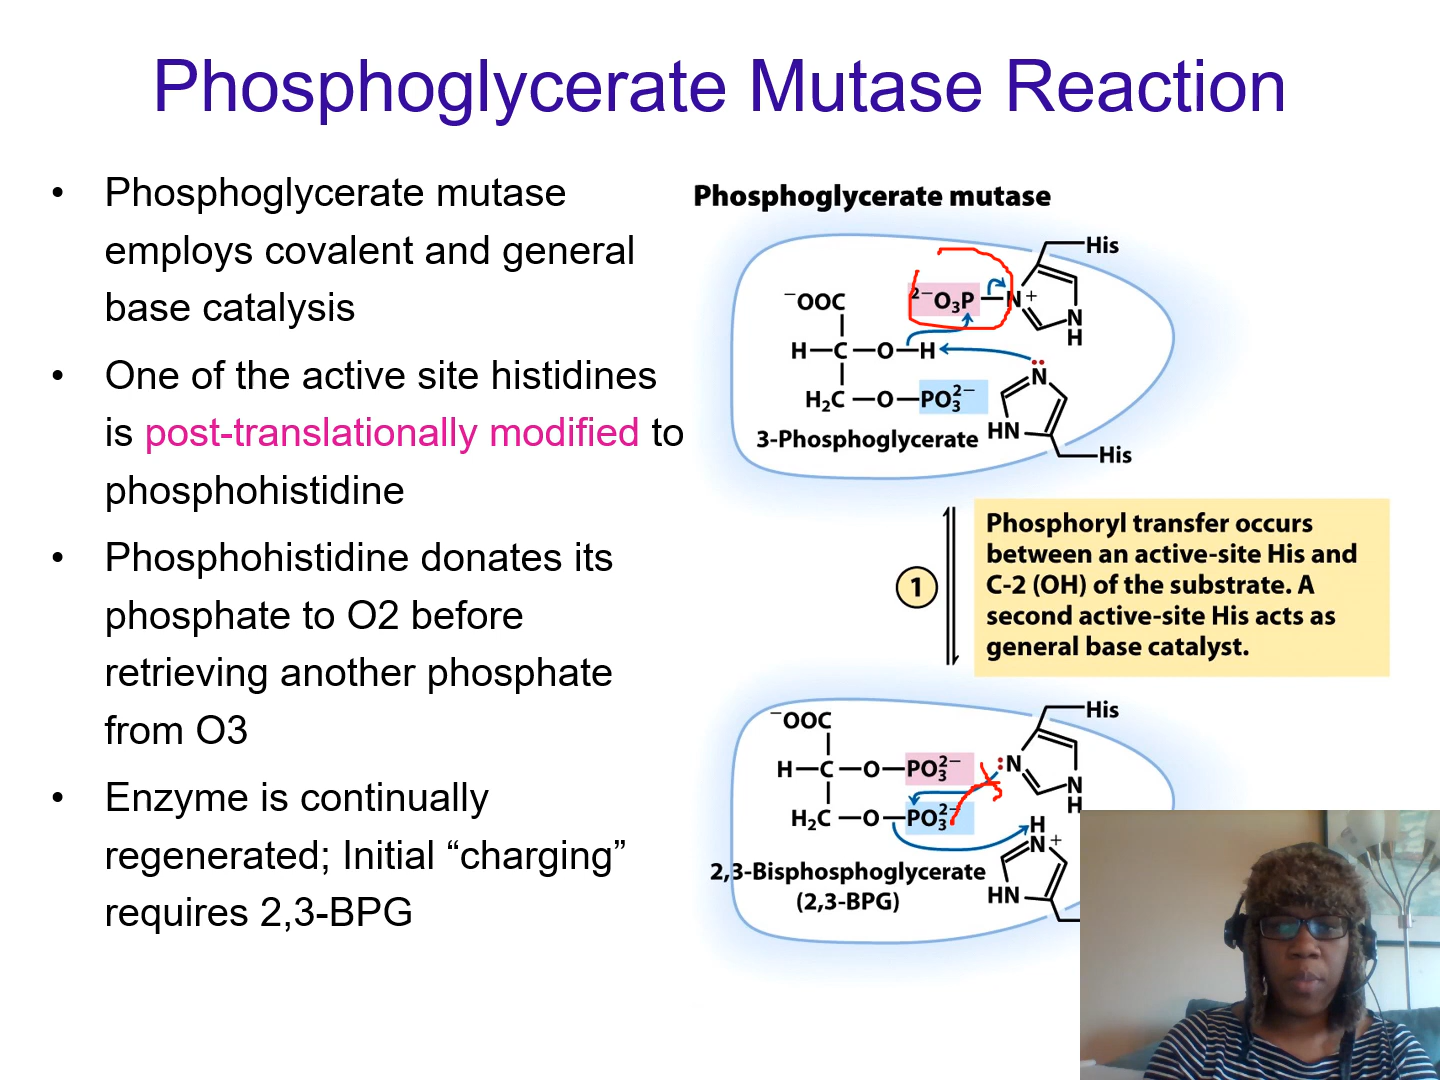 Phosphoglycerate Mutase Reaction
• Phosphoglycerate mutase
employs covalent and general
base catalysis
• One of the active site histidines
is post-translationally modified to
phosphohistidine
• Phosphohistidine donates its
phosphate to O2 before
retrieving another phosphate
from O3
• Enzyme is continually
regenerated; Initial “charging”
requires 2,3-BPG
Phosphoglycerate mutase
His
⁻OOC
²⁻O₃P—N⁺
N
H
H—C—O—H
N
H₂C—O—PO₃²⁻
HN
3-Phosphoglycerate
His
1
Phosphoryl transfer occurs
between an active-site His and
C-2 (OH) of the substrate. A
second active-site His acts as
general base catalyst.
His
⁻OOC
H—C—O—PO₃²⁻
:N
N
H
H₂C—O—PO₃²⁻
H
N⁺
HN
2,3-Bisphosphoglycerate
(2,3-BPG)